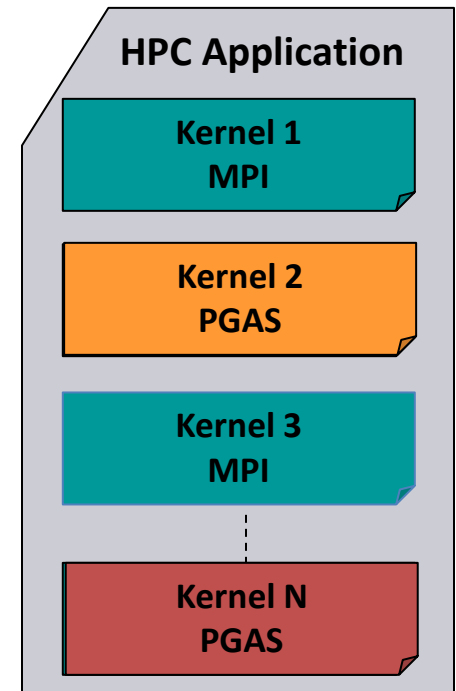 HPC Application
Kernel 1
MPI
Kernel 2
PGAS
Kernel 3
MPI
Kernel N
PGAS